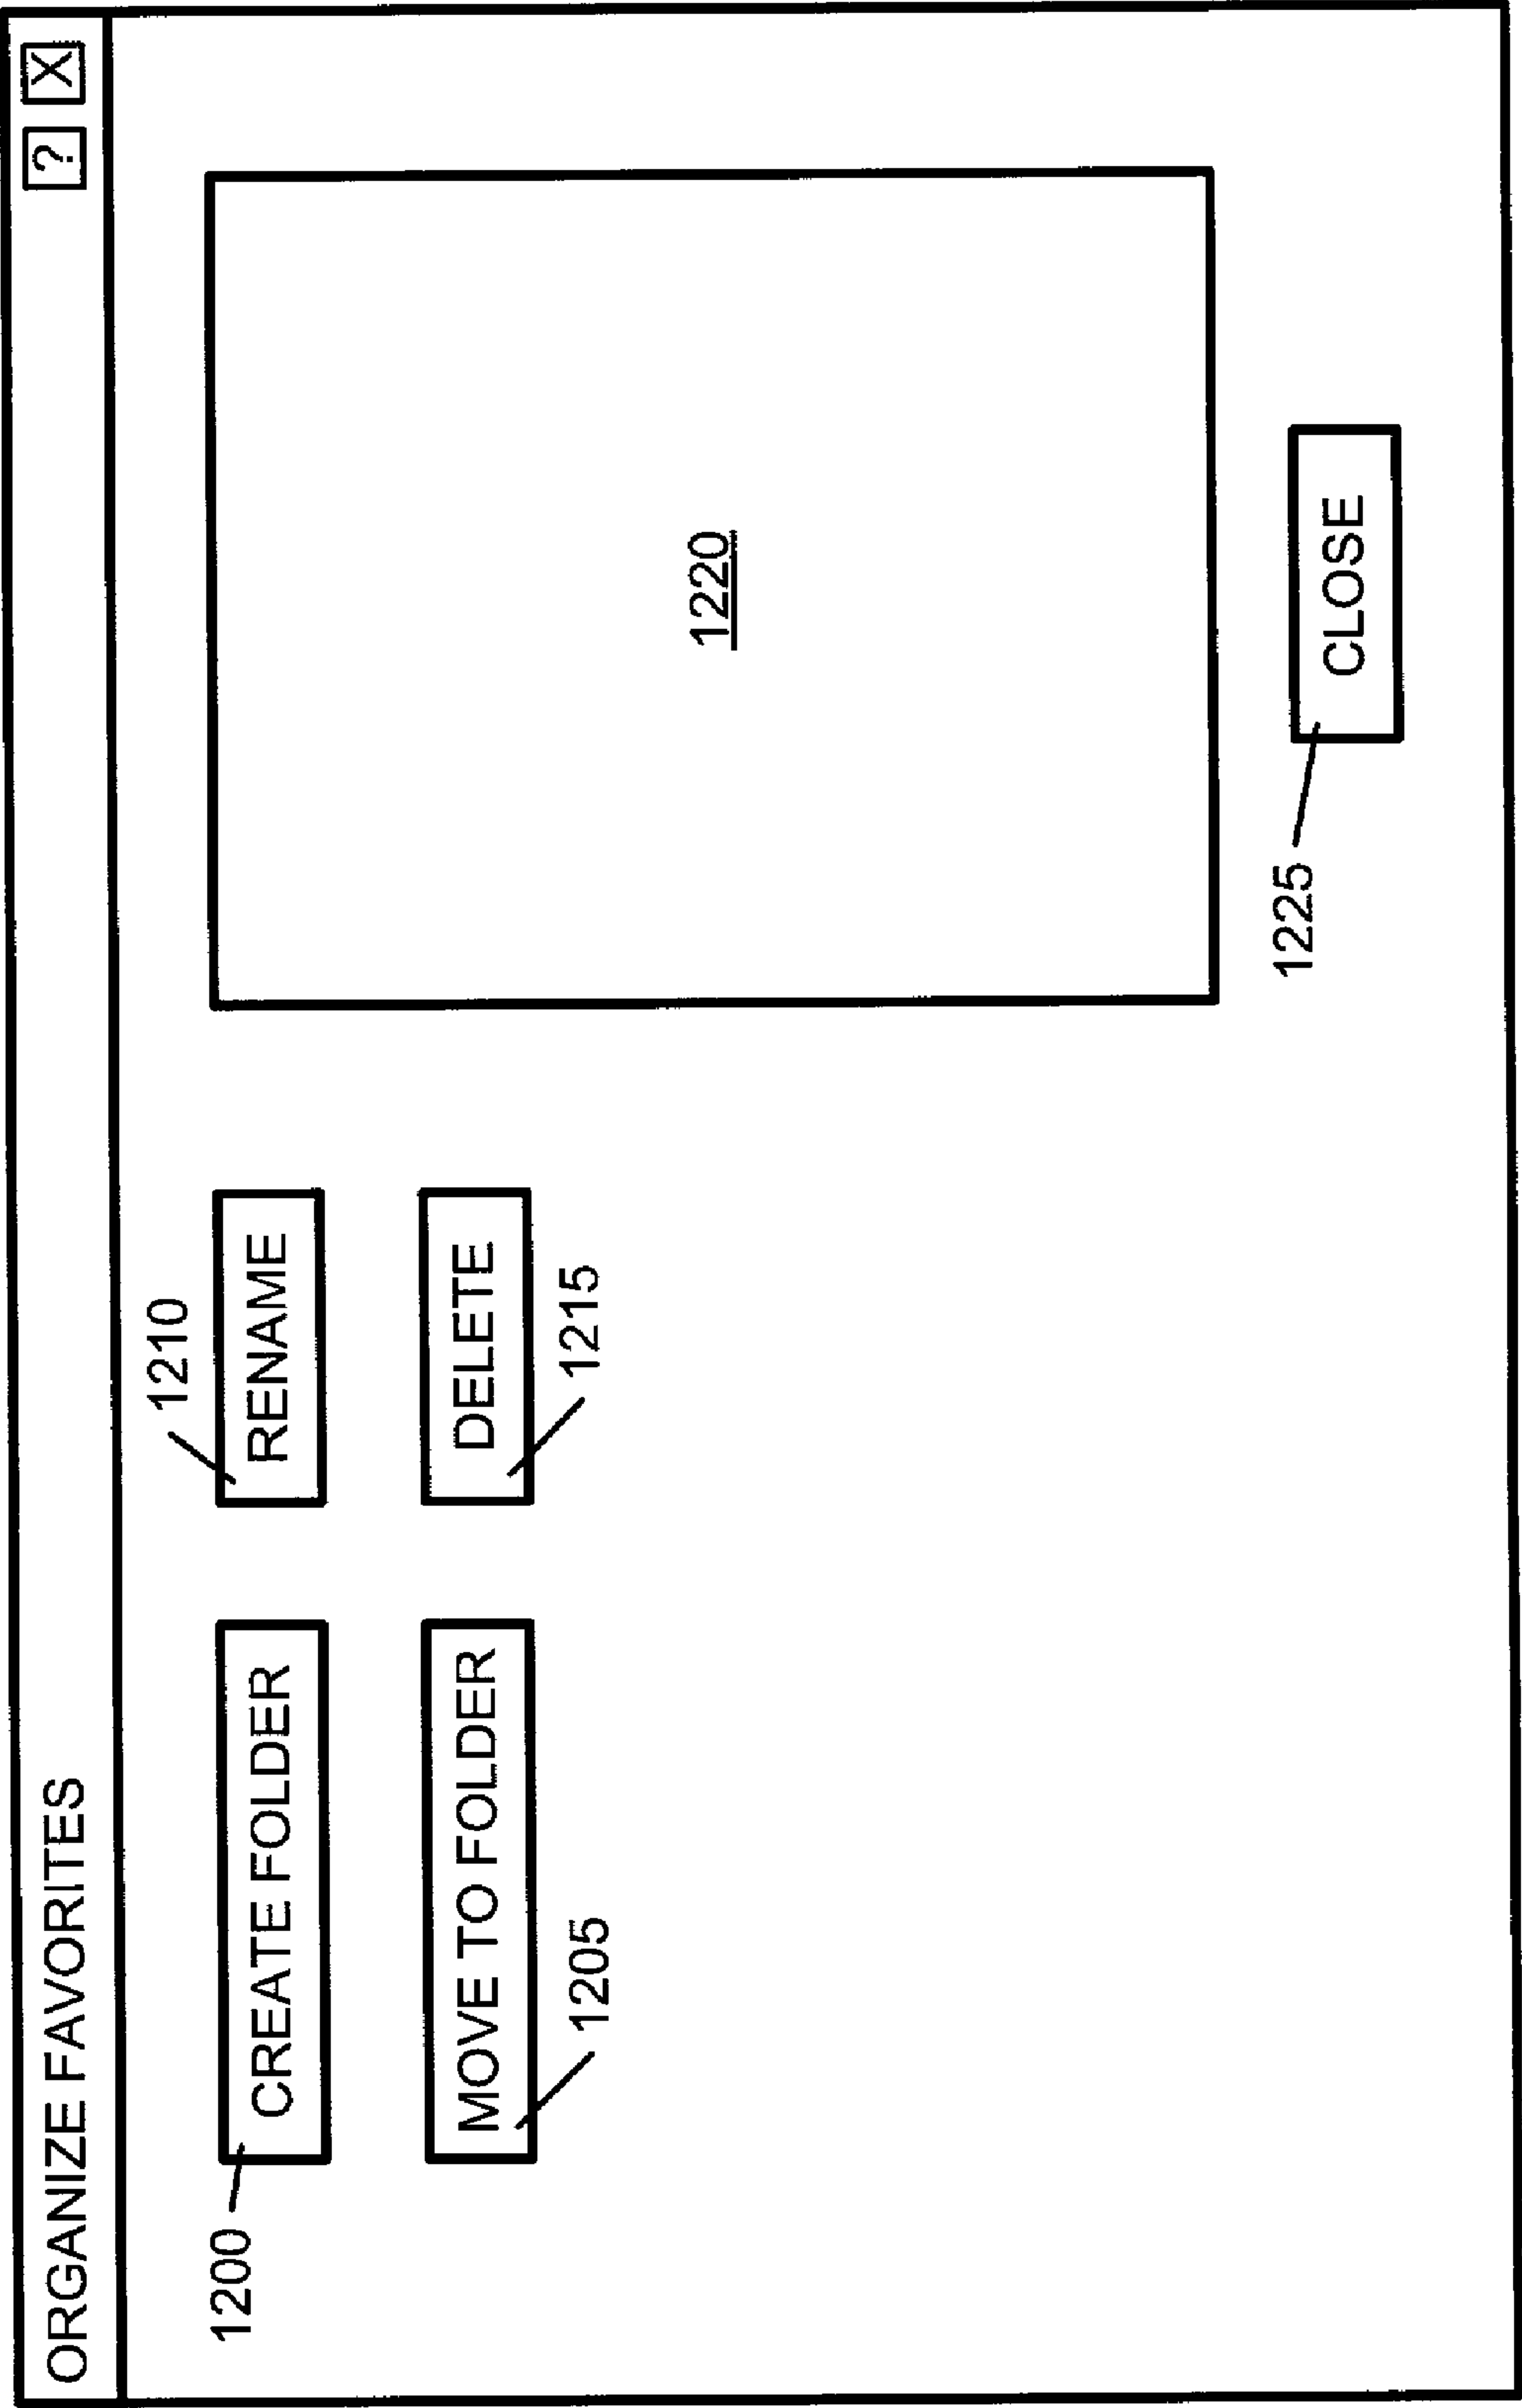 ORGANIZE FAVORITES ? X
1200 CREATE FOLDER
1210 RENAME
MOVE TO FOLDER 1205
DELETE 1215
1220
1225 CLOSE